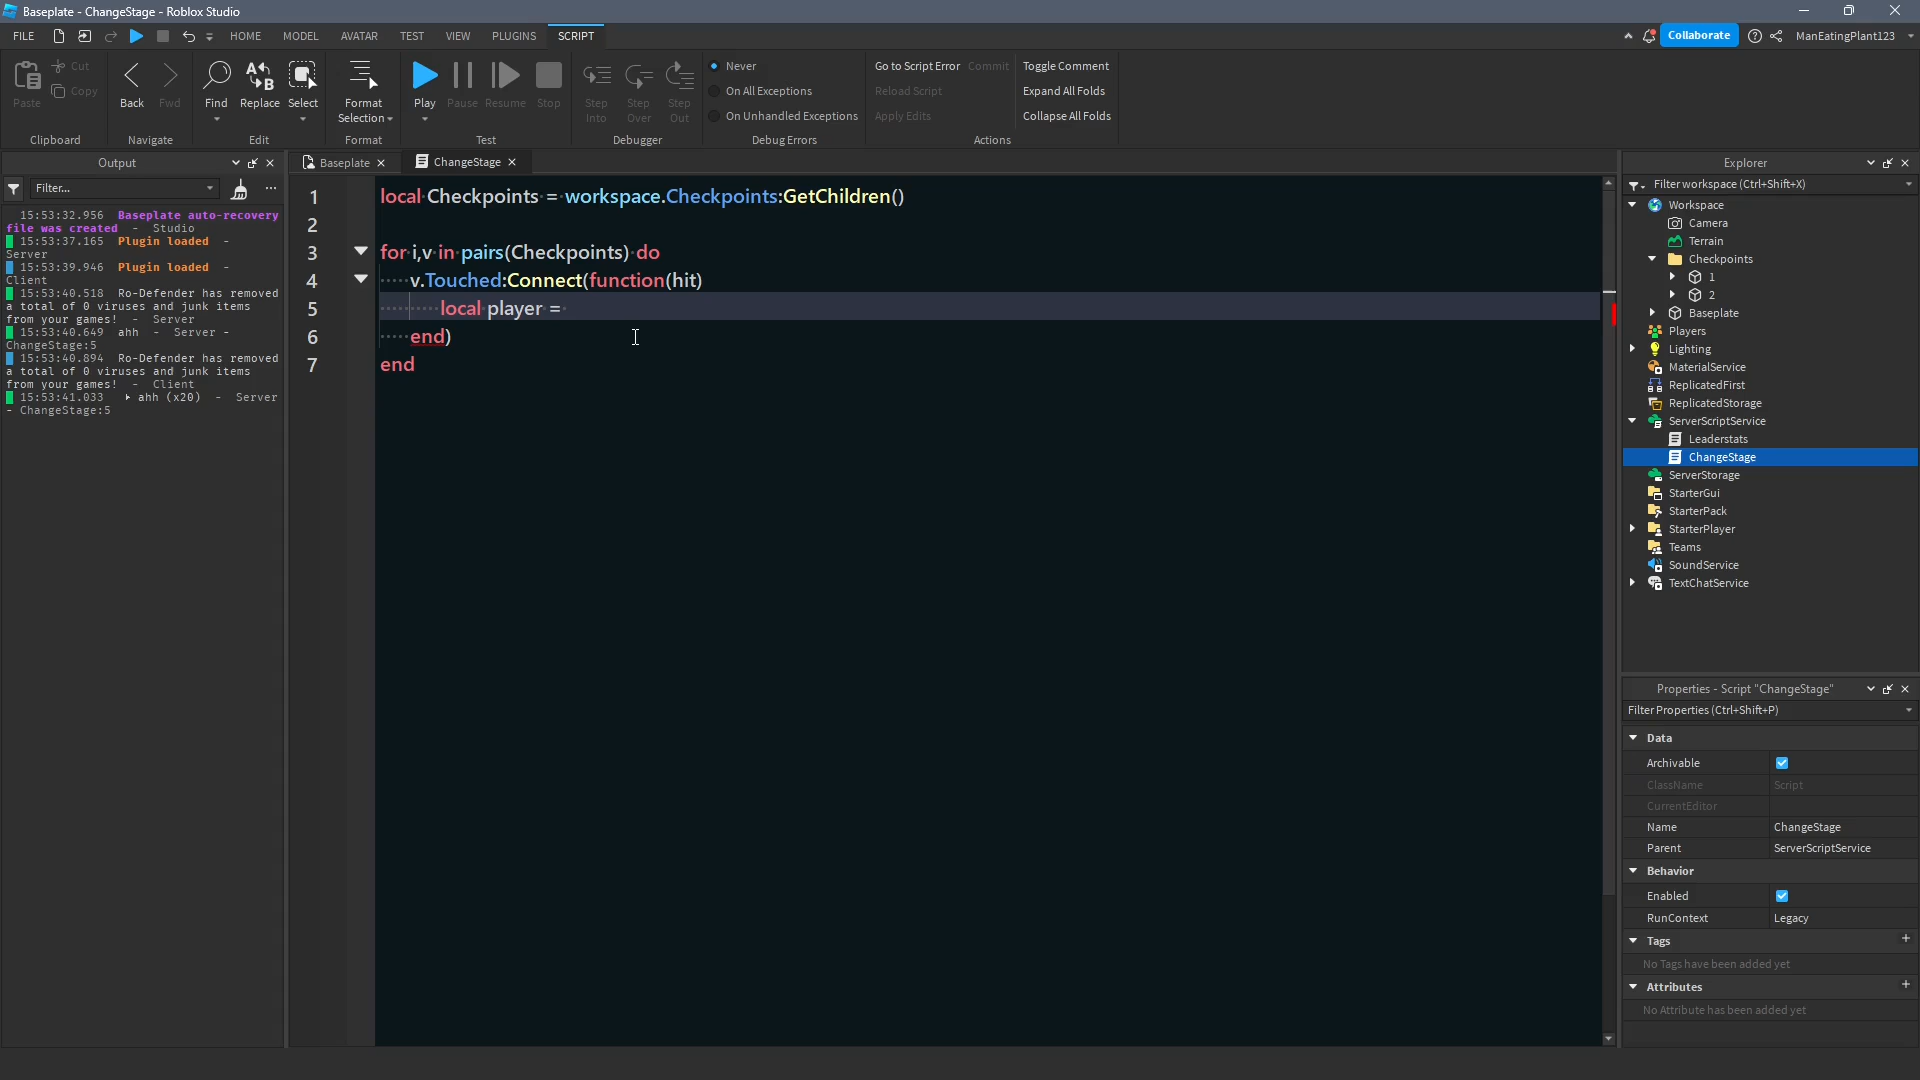 Baseplate - ChangeStage - Roblox Studio
FILE HOME MODEL AVATAR TEST VIEW PLUGINS SCRIPT Collaborate ManEatingPlant123
Paste Cut Copy Back Fwd Find Replace Select Format Selection Play Pause Resume Stop Step Into Step Over Step Out
Never
On All Exceptions
On Unhandled Exceptions
Go to Script Error Commit Toggle Comment
Reload Script Expand All Folds
Apply Edits Collapse All Folds
Clipboard Navigate Edit Format Test Debugger Debug Errors Actions
Output
Filter...
15:53:32.956 Baseplate auto-recovery
file was created - Studio
15:53:37.165 Plugin loaded -
Server
15:53:39.946 Plugin loaded -
Client
15:53:40.518 Ro-Defender has removed
a total of 0 viruses and junk items
from your games! - Server
15:53:40.649 ahh - Server -
ChangeStage:5
15:53:40.894 Ro-Defender has removed
a total of 0 viruses and junk items
from your games! - Client
15:53:41.033 ▸ ahh (x20) - Server
- ChangeStage:5
Baseplate ChangeStage
1 local Checkpoints = workspace.Checkpoints:GetChildren()
2
3 for i,v in pairs(Checkpoints) do
4 v.Touched:Connect(function(hit)
5 local player =
6 end)
7 end
Explorer
Filter workspace (Ctrl+Shift+X)
Workspace
Camera
Terrain
Checkpoints
1
2
Baseplate
Players
Lighting
MaterialService
ReplicatedFirst
ReplicatedStorage
ServerScriptService
Leaderstats
ChangeStage
ServerStorage
StarterGui
StarterPack
StarterPlayer
Teams
SoundService
TextChatService
Properties - Script "ChangeStage"
Filter Properties (Ctrl+Shift+P)
Data
Archivable
ClassName Script
CurrentEditor
Name ChangeStage
Parent ServerScriptService
Behavior
Enabled
RunContext Legacy
Tags +
No Tags have been added yet
Attributes +
No Attribute has been added yet